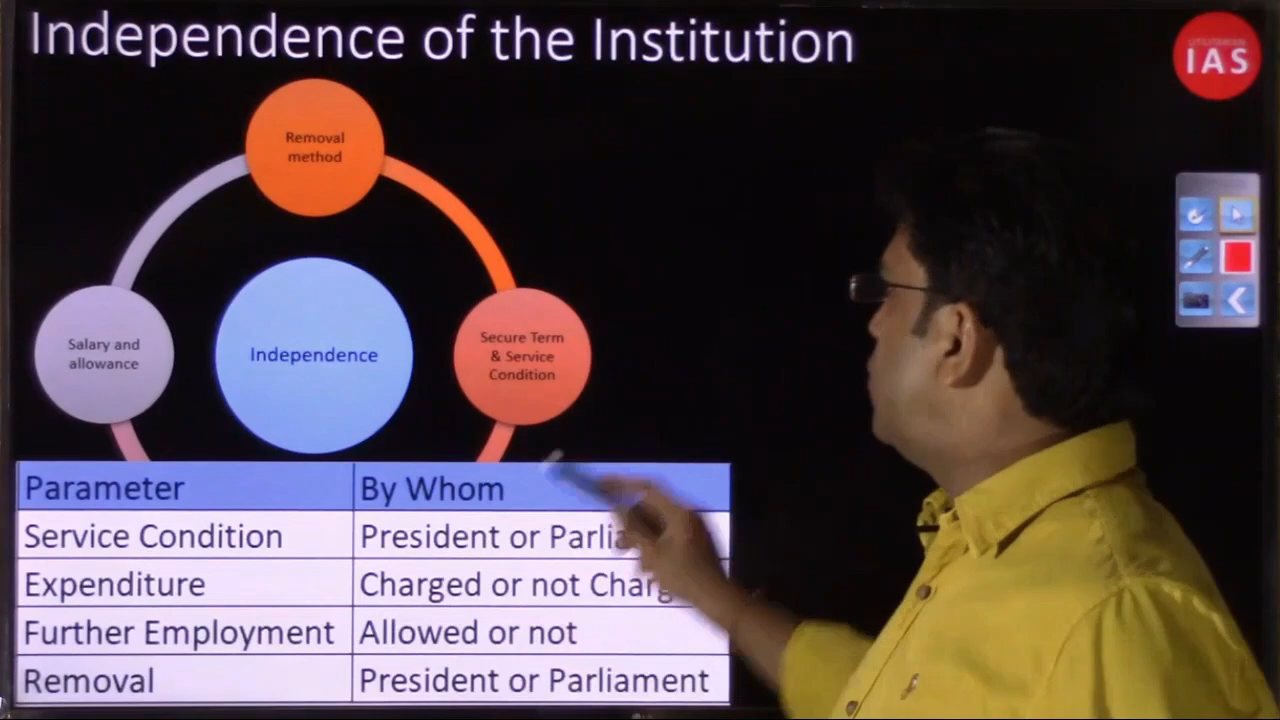 Independence of the Institution
IAS
Removal
method
Salary and
allowance
Independence
Secure Term
& Service
Condition
Parameter
By Whom
Service Condition
President or
Expenditure
Charged or not
Further Employment
Allowed or not
Removal
President or Parliament